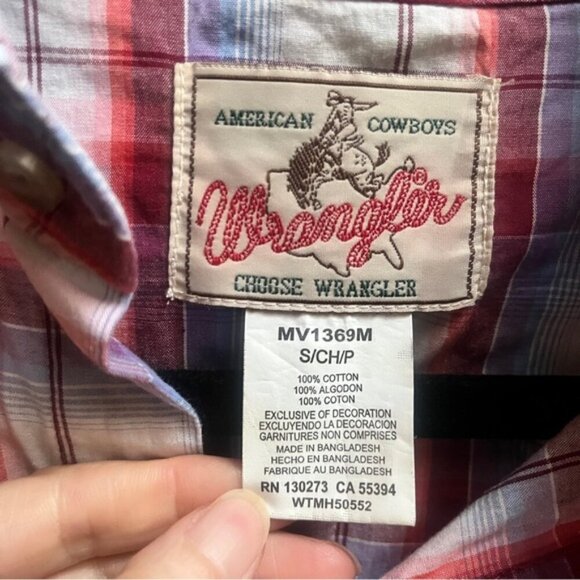 AMERICAN COWBOYS
Wrangler
CHOOSE WRANGLER
MV1369M
S/CH/P
100% COTTON
100% ALGODON
100% COTON
EXCLUSIVE OF DECORATION
EXCLUYENDO LA DECORACION
GARNITURES NON COMPRISES
MADE IN BANGLADESH
HECHO EN BANGLADESH
FABRIQUE AU BANGLADESH
RN 130273 CA 55394
WTMH50552